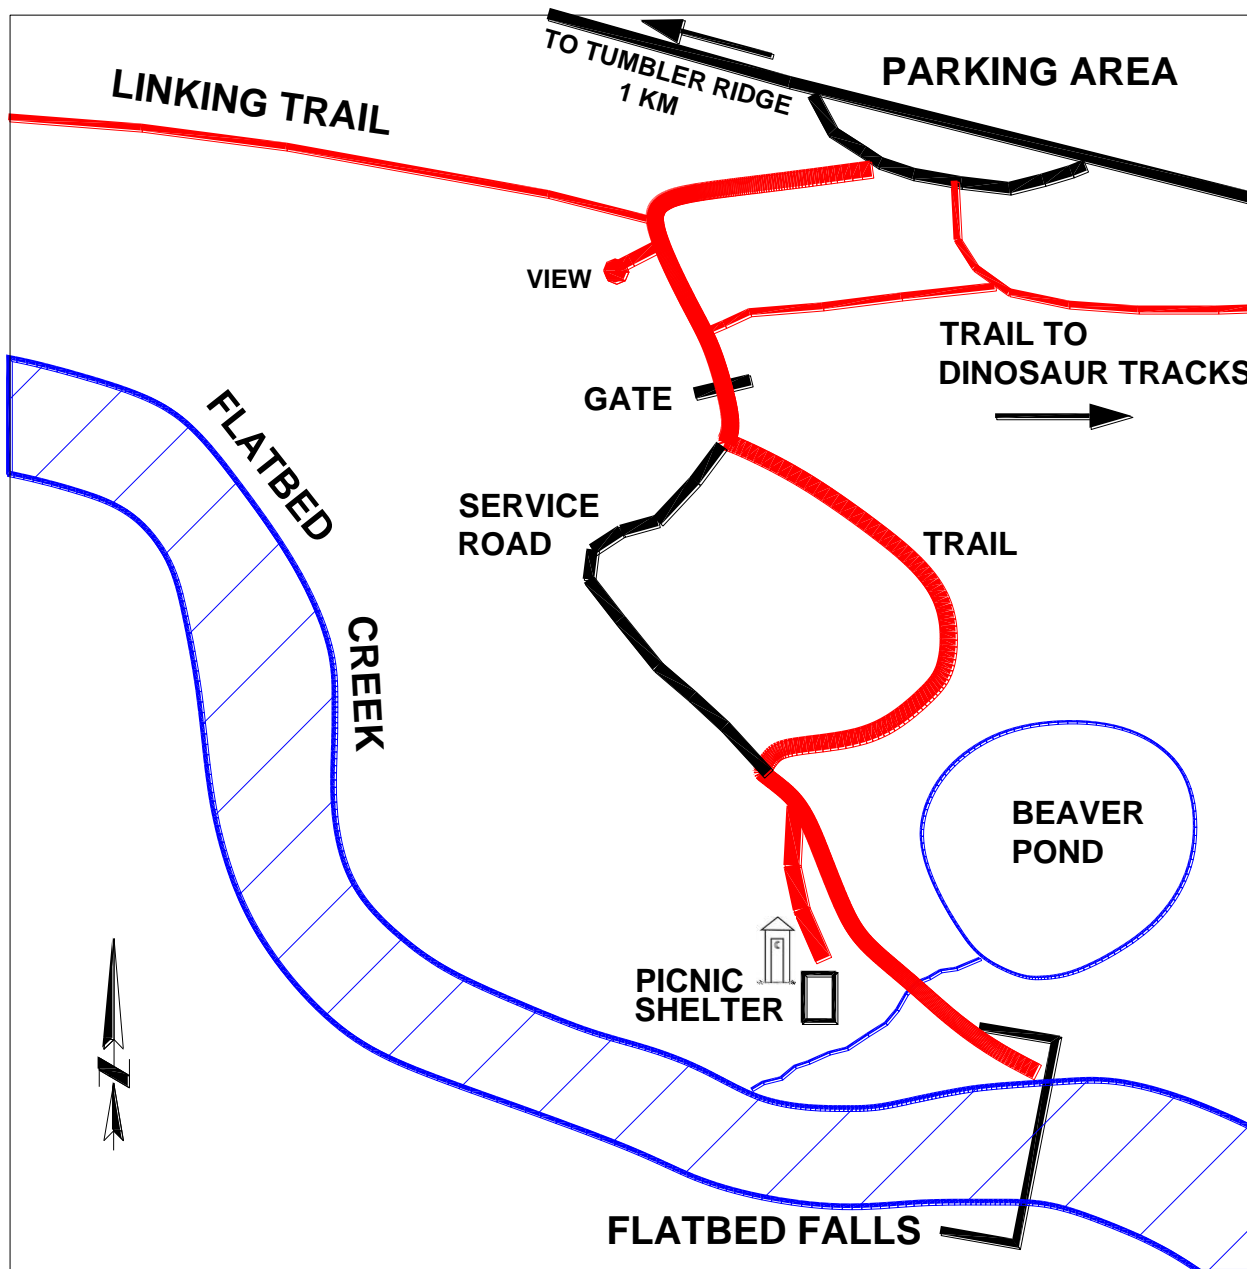 TO TUMBLER RIDGE
1 KM
PARKING AREA
LINKING TRAIL
VIEW
TRAIL TO
DINOSAUR TRACKS
GATE
FLATBED
CREEK
SERVICE
ROAD
TRAIL
BEAVER
POND
PICNIC
SHELTER
FLATBED FALLS
N